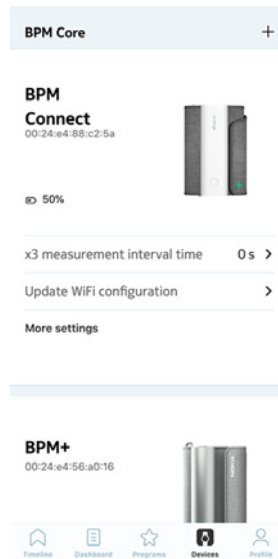 BPM Core +
BPM
Connect
00:24:e4:88:c2:5a
50%
x3 measurement interval time 0 s >
Update WiFi configuration >
More settings
BPM+
00:24:e4:56:a0:16
NOKIA
Timeline Dashboard Programs Devices Profile